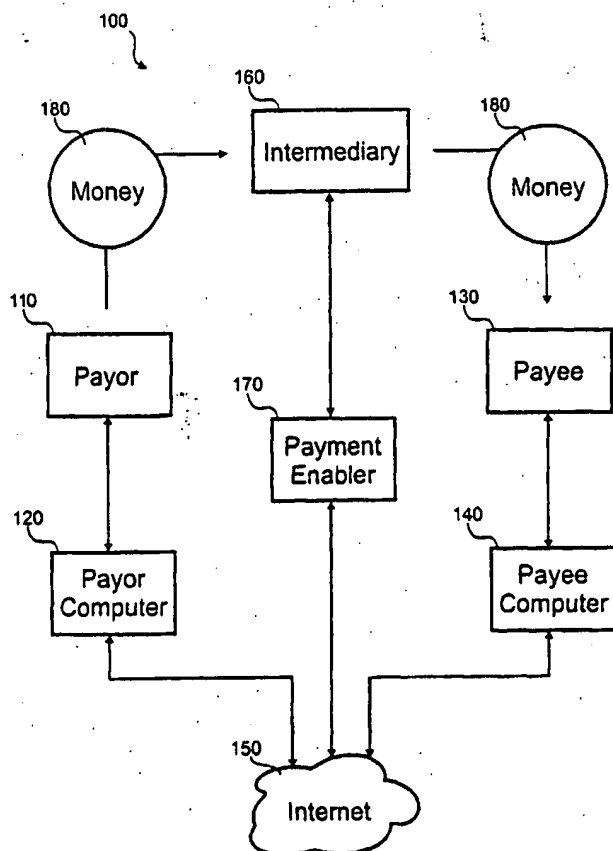 100
160
180
180
Money
Intermediary
Money
110
130
Payor
170
Payee
Payment
Enabler
120
140
Payor
Computer
Payee
Computer
150
Internet